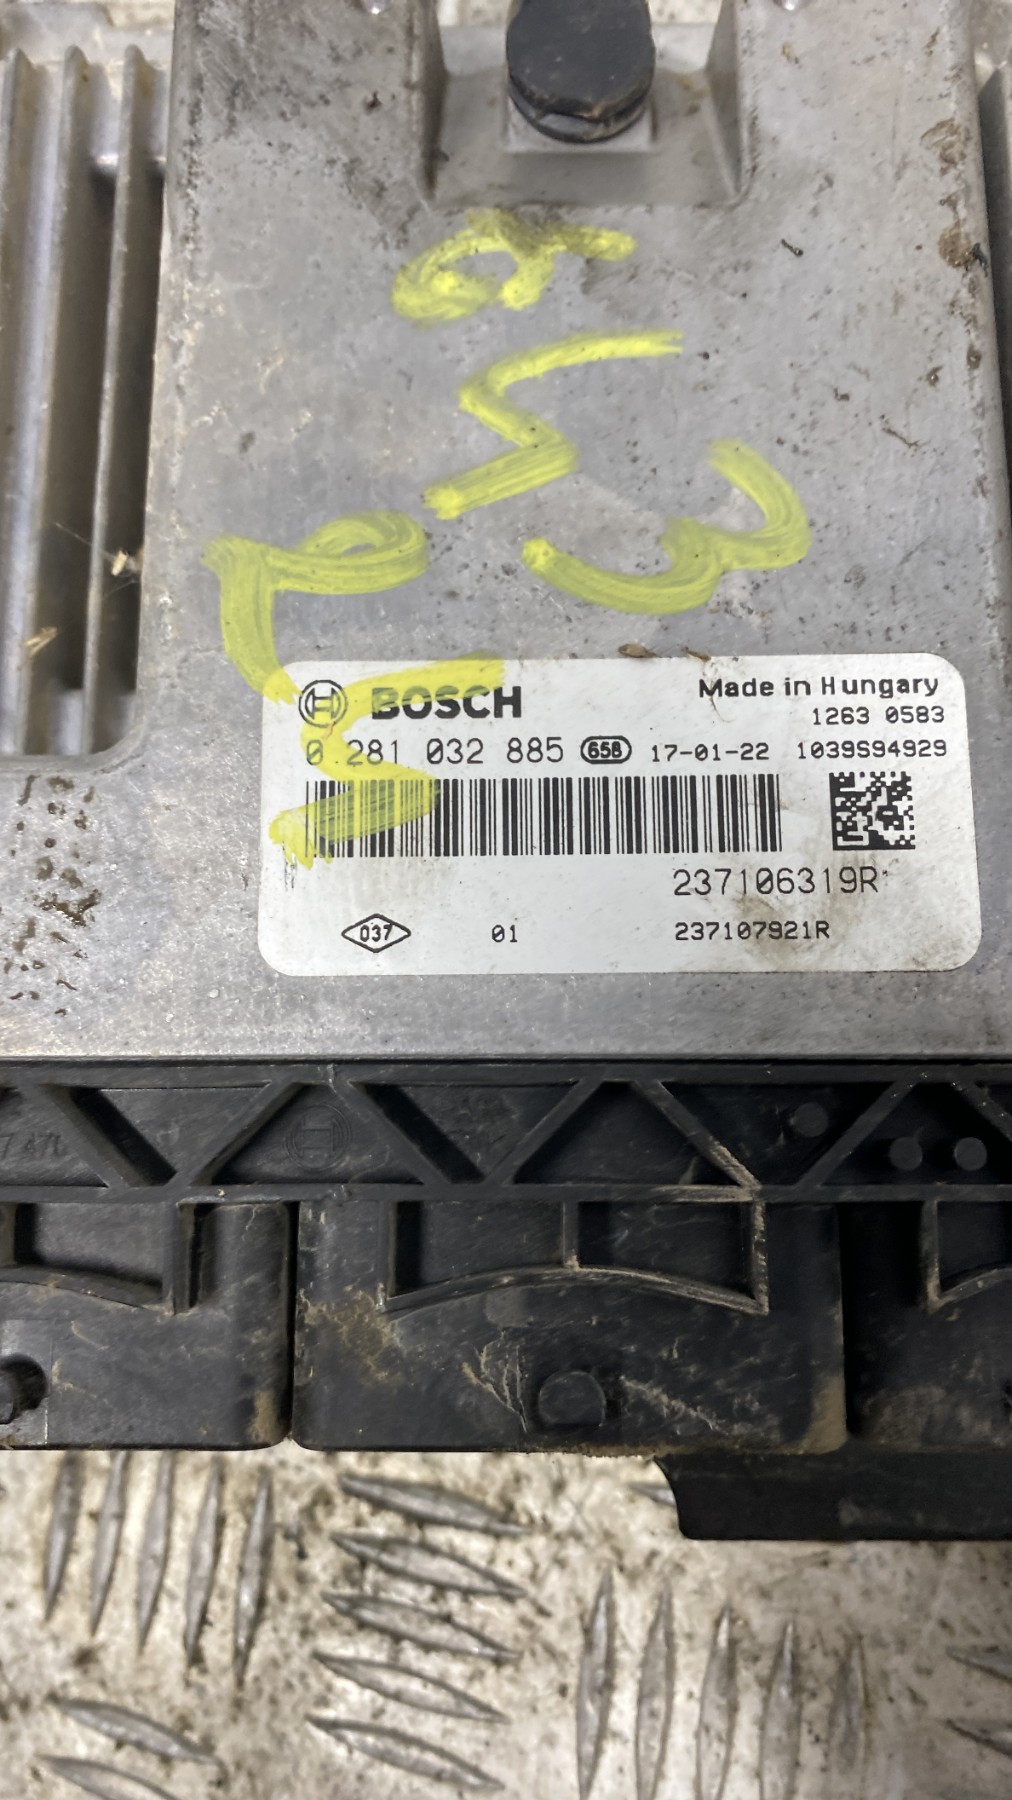 BOSCH
Made in Hungary
1263 0583
0 281 032 885 658 17-01-22 1039S94929
237106319R
037 01 237107921R